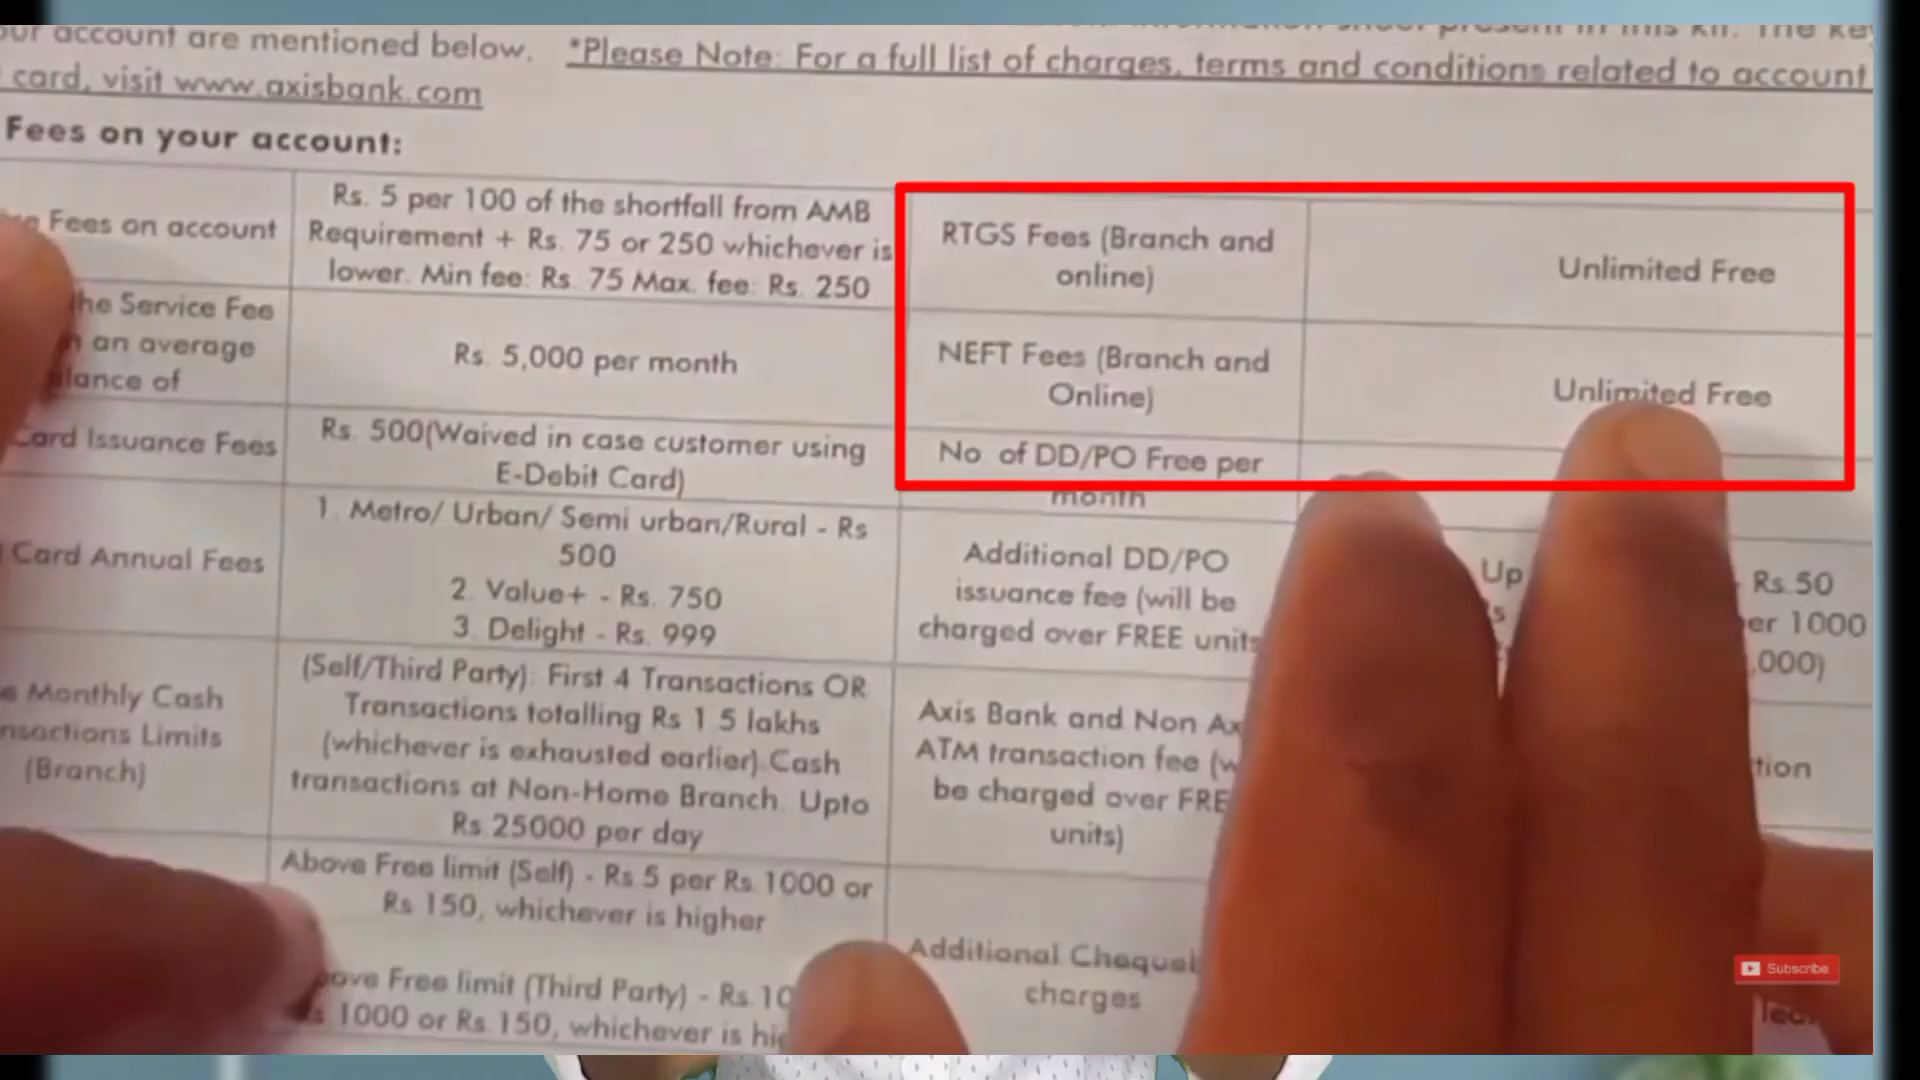 our account are mentioned below. *Please Note: For a full list of charges, terms and conditions related to account
card, visit www.axisbank.com
Fees on your account:
Fees on account
Rs. 5 per 100 of the shortfall from AMB
Requirement + Rs. 75 or 250 whichever is
lower. Min fee: Rs. 75 Max. fee: Rs. 250
RTGS Fees (Branch and
online)
Unlimited Free
the Service Fee
an average
Rs. 5,000 per month
NEFT Fees (Branch and
Online)
Unlimited Free
Card Issuance Fees
Rs. 500(Waived in case customer using
E-Debit Card)
No. of DD/PO Free per
month
Card Annual Fees
1. Metro/ Urban/ Semi urban/Rural - Rs
500
2. Value+ - Rs. 750
3. Delight - Rs. 999
Additional DD/PO
issuance fee (will be
charged over FREE units
Up
Rs.50
1000
,000)
Monthly Cash
Limits
(Branch)
(Self/Third Party): First 4 Transactions OR
Transactions totalling Rs 1.5 lakhs
(whichever is exhausted earlier).Cash
transactions at Non-Home Branch. Upto
Rs.25000 per day
Axis Bank and Non
ATM transaction fee
be charged over
units)
Above Free limit (Self) - Rs 5 per Rs.1000 or
Rs 150, whichever is higher
Free limit (Third Party) - Rs 10
1000 or Rs.150, whichever is
Additional
charges
Subscribe